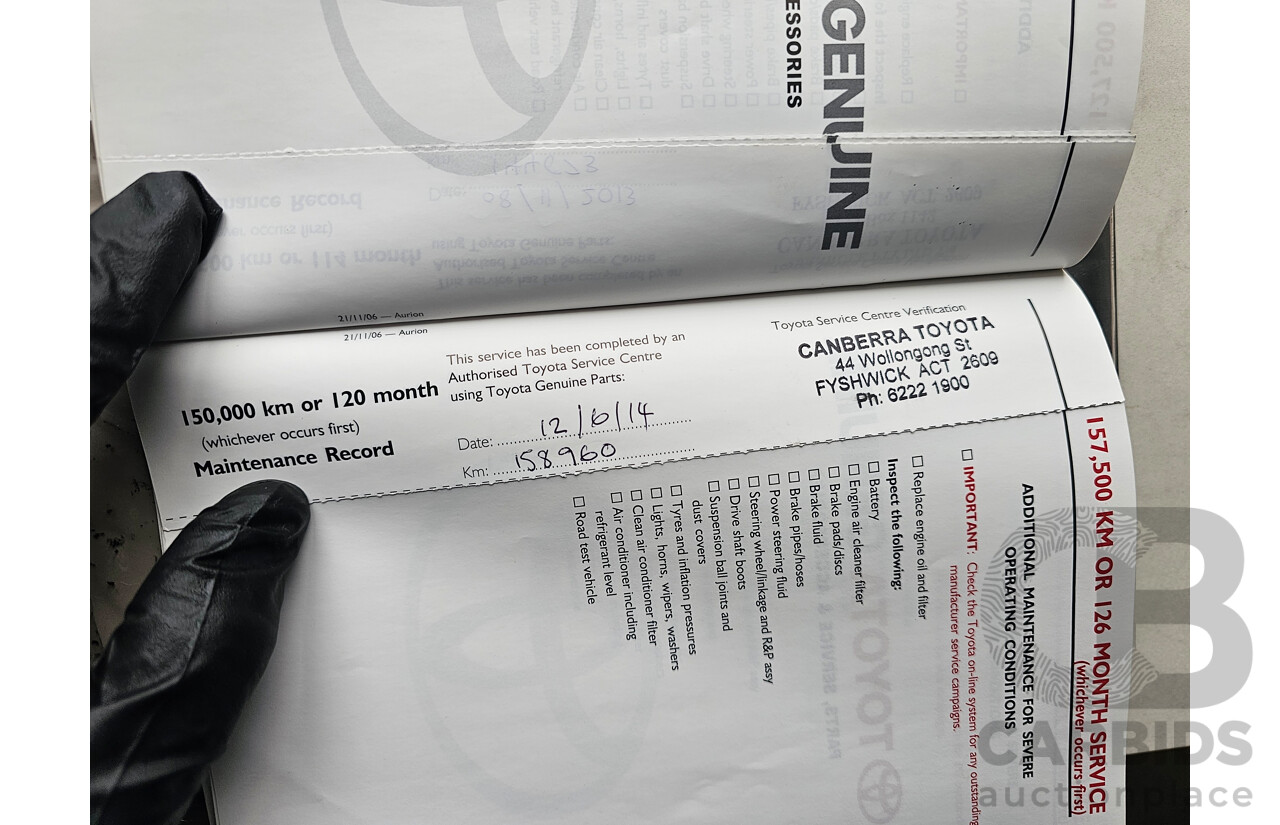 GENUINE
ESSORIES
21/11/06 — Aurion
21/11/06 — Aurion
150,000 km or 120 month
(whichever occurs first)
Maintenance Record
This service has been completed by an
Authorised Toyota Service Centre
using Toyota Genuine Parts:
Date: 12/6/14
Km: 158960
Toyota Service Centre Verification
CANBERRA TOYOTA
44 Wollongong St
FYSHWICK ACT 2609
Ph: 6222 1900
157,500 KM OR 126 MONTH SERVICE
(whichever occurs first)
ADDITIONAL MAINTENANCE FOR SEVERE
OPERATING CONDITIONS
IMPORTANT: Check the Toyota on-line system for any outstanding
manufacturer service campaigns.
Replace engine oil and filter
Inspect the following:
Battery
Engine air cleaner filter
Brake pads/discs
Brake fluid
Brake pipes/hoses
Power steering fluid
Steering wheel/linkage and R&P assy
Drive shaft boots
Suspension ball joints and
dust covers
Tyres and inflation pressures
Lights, horns, wipers, washers
Clean air conditioner filter
Air conditioner including
refrigerant level
Road test vehicle
CB
CARBIDS
auction place